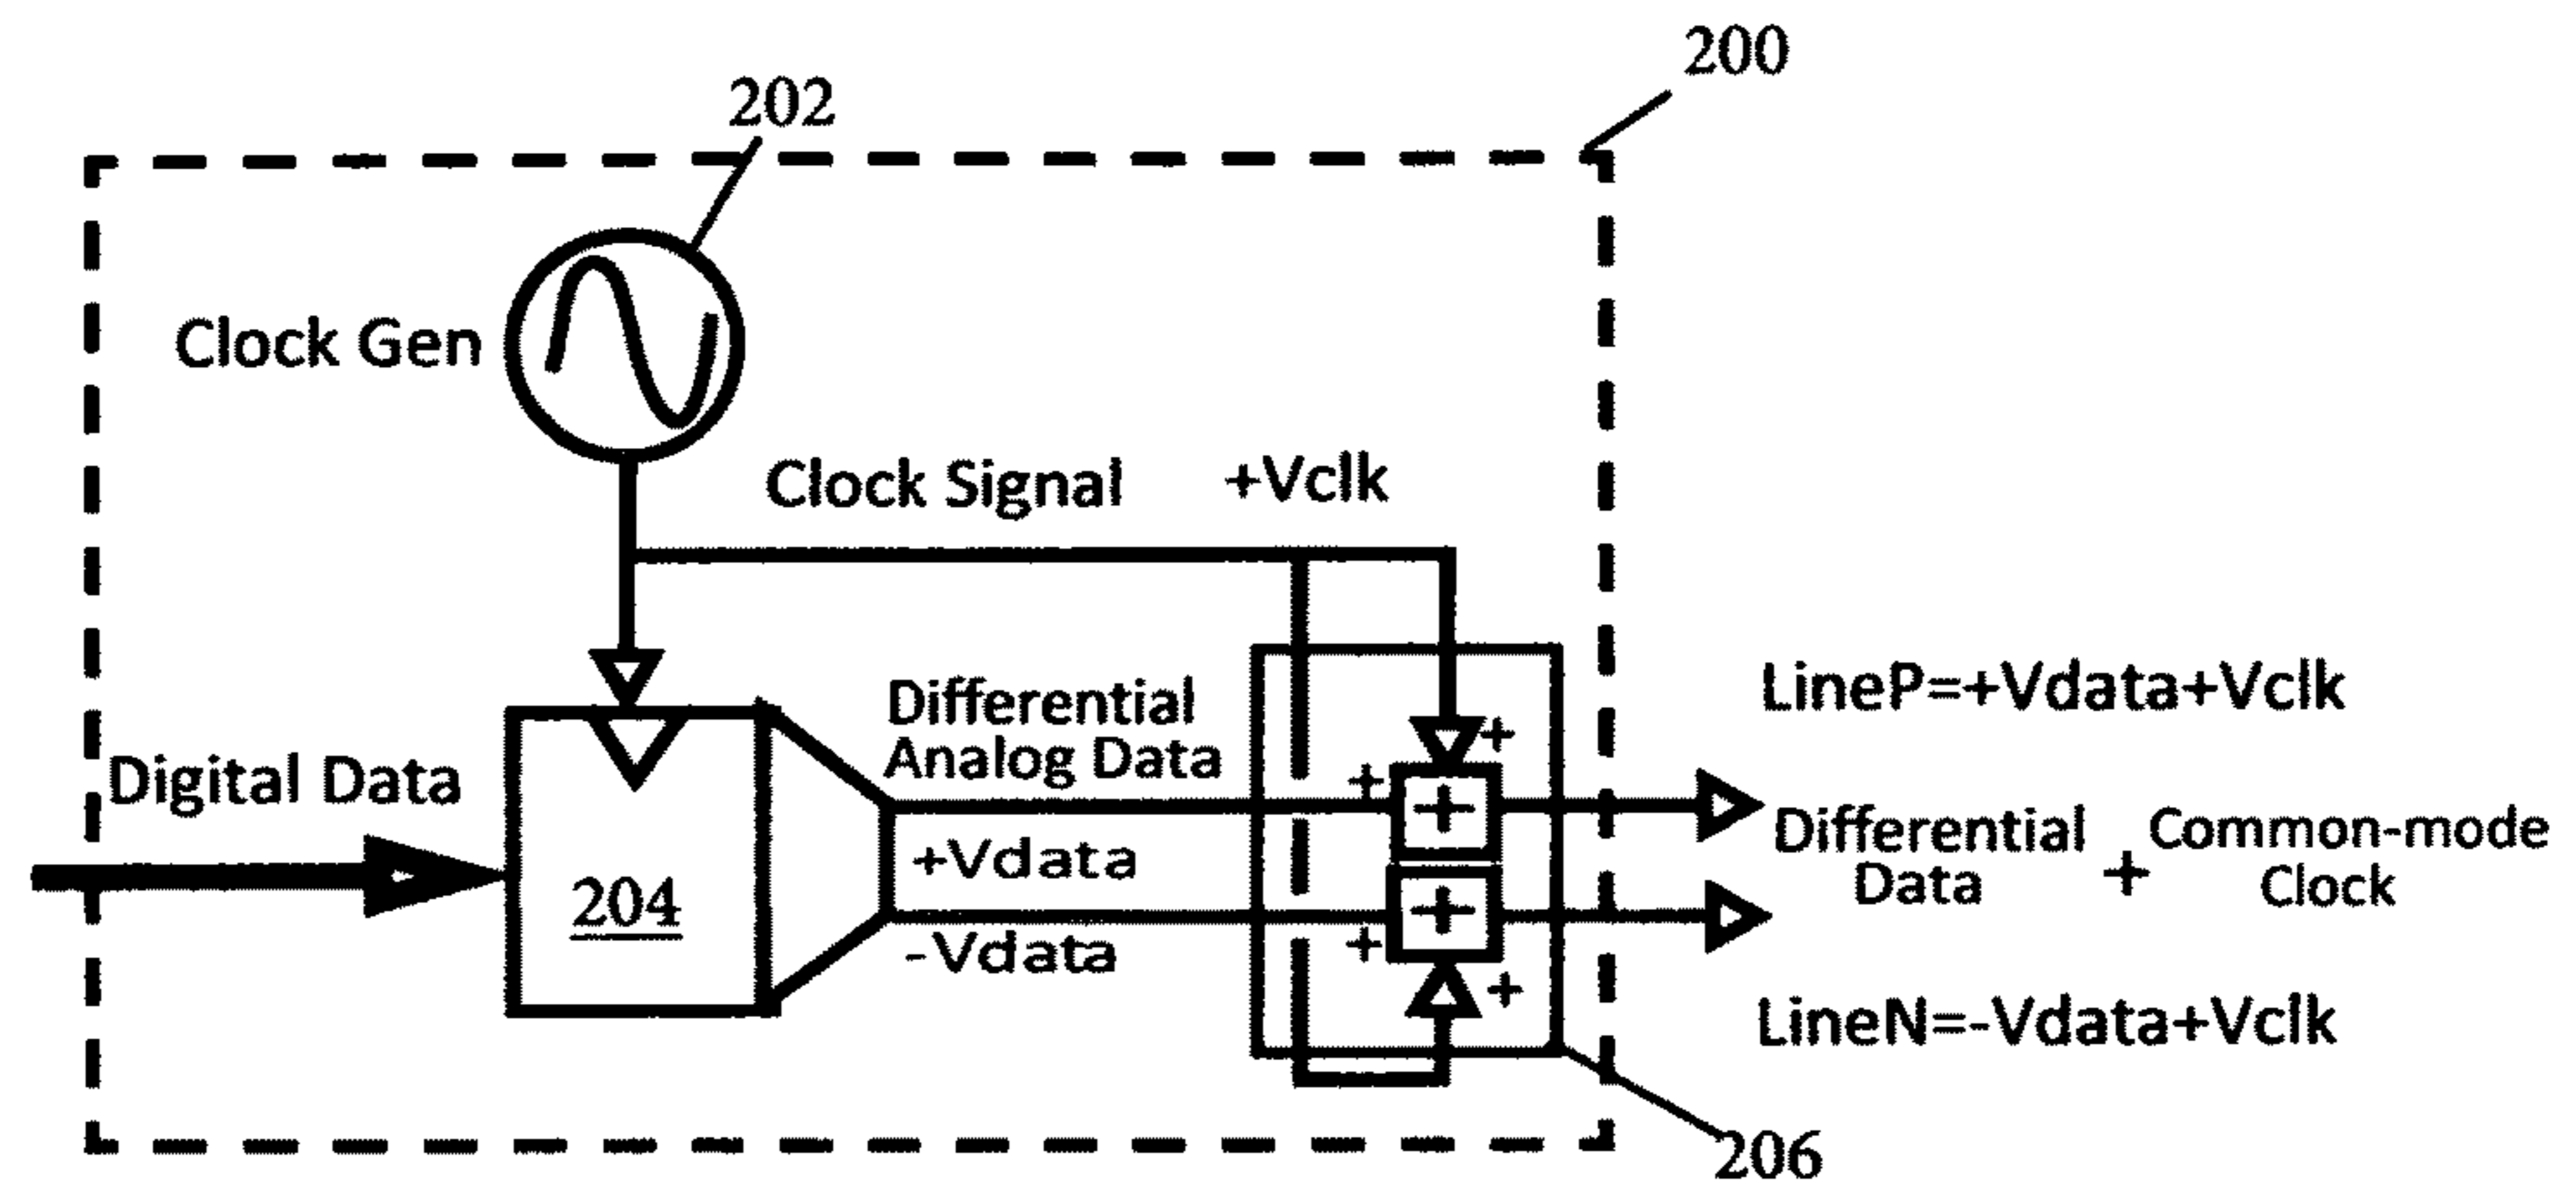 200
202
Clock Gen
Clock Signal +Vclk
Differential
Analog Data
LineP=+Vdata+Vclk
+
+
+
Digital Data
+Vdata
Differential
Data
+
Common-mode
Clock
204
+
-Vdata
+
+
LineN=-Vdata+Vclk
206